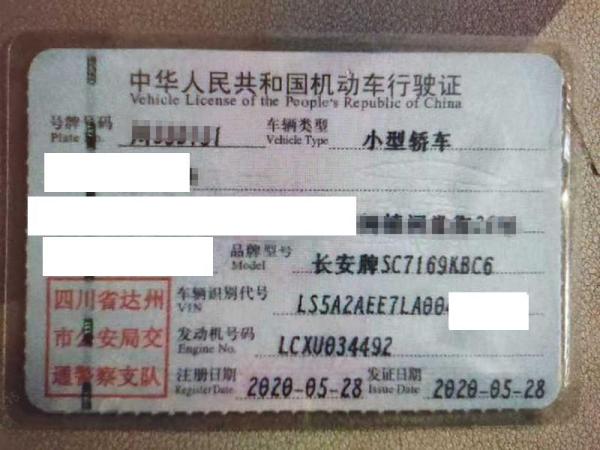 中华人民共和国机动车行驶证
Vehicle License of the People's Republic of China
号牌号码 车辆类型 小型轿车
Plate No. Vehicle Type
品牌型号 长安牌SC7169KBC6
Model
四川省达州
市公安局交
通警察支队
车辆识别代号 LS5A2AEE7LA00
VIN
发动机号码 LCXU034492
Engine No.
注册日期 2020-05-28 发证日期 2020-05-28
Register Date Issue Date